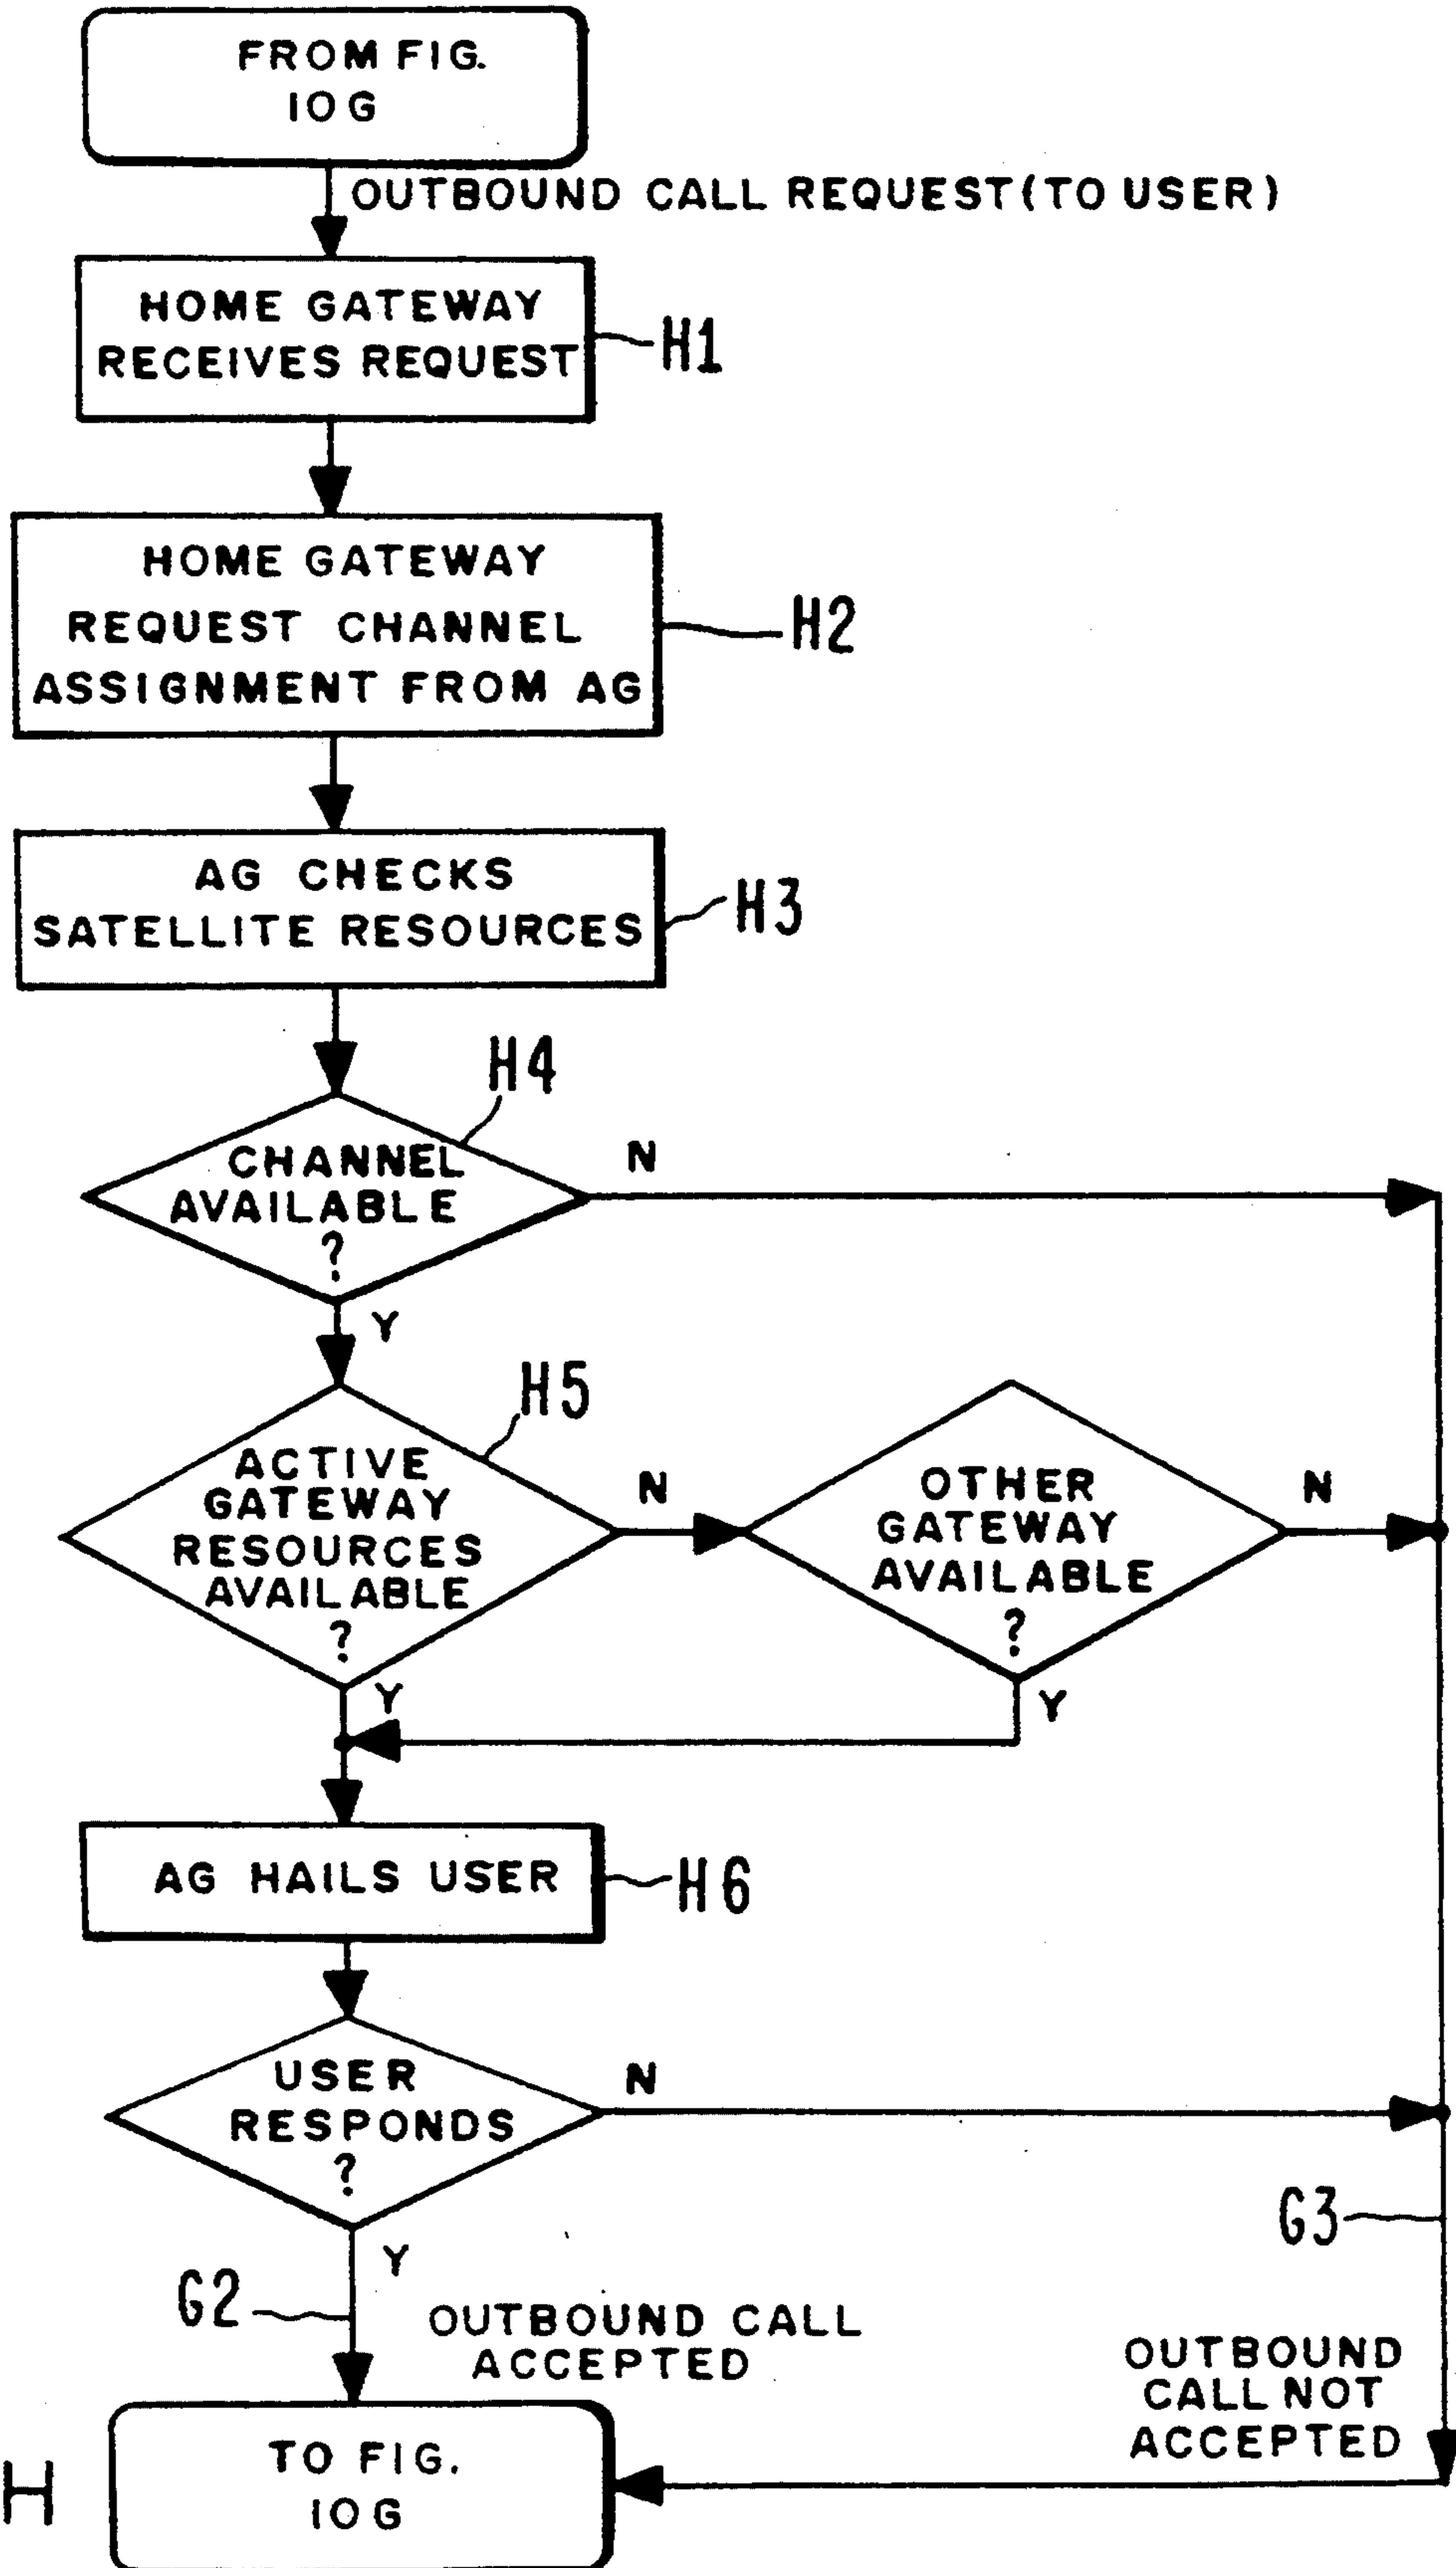 FROM FIG.
10G
OUTBOUND CALL REQUEST(TO USER)
HOME GATEWAY
RECEIVES REQUEST
H1
HOME GATEWAY
REQUEST CHANNEL
ASSIGNMENT FROM AG
H2
AG CHECKS
SATELLITE RESOURCES
H3
H4
CHANNEL
AVAILABLE
?
N
Y
H5
ACTIVE
GATEWAY
RESOURCES
AVAILABLE
?
N
OTHER
GATEWAY
AVAILABLE
?
N
Y
Y
AG HAILS USER
H6
USER
RESPONDS
?
N
Y
G3
G2
OUTBOUND CALL
ACCEPTED
OUTBOUND
CALL NOT
ACCEPTED
TO FIG.
10G
H